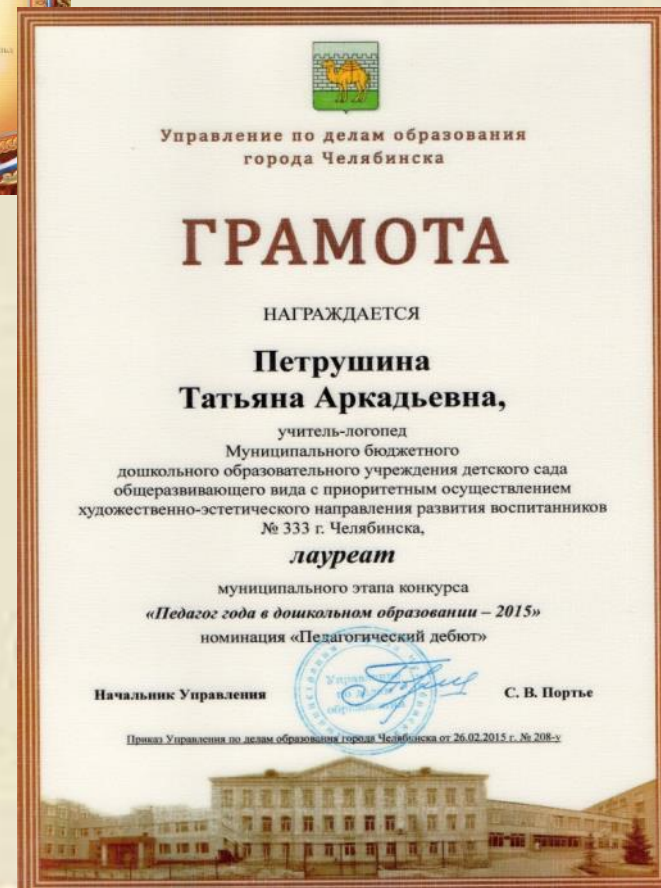 Управление по делам образования
города Челябинска
ГРАМОТА
НАГРАЖДАЕТСЯ
Петрушина
Татьяна Аркадьевна,
учитель-логопед
Муниципального бюджетного
дошкольного образовательного учреждения детского сада
общеразвивающего вида с приоритетным осуществлением
художественно-эстетического направления развития воспитанников
№ 333 г. Челябинска,
лауреат
муниципального этапа конкурса
«Педагог года в дошкольном образовании – 2015»
номинация «Педагогический дебют»
Начальник Управления С. В. Портье
Приказ Управления по делам образования города Челябинска от 26.02.2015 г. № 208-у